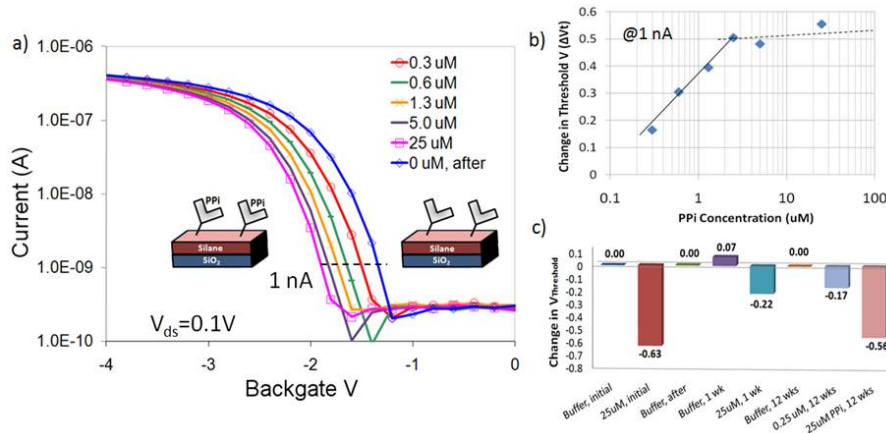 a)
1.0E-06
1.0E-07
1.0E-08
1.0E-09
1.0E-10
Current (A)
-4
-3
-2
-1
0
Backgate V
0.3 uM
0.6 uM
1.3 uM
5.0 uM
25 uM
0 uM, after
PPi
PPi
Silane
SiO₂
Silane
SiO₂
1 nA
Vds=0.1V
b)
Change in Threshold V (ΔVt)
0.6
0.5
0.4
0.3
0.2
0.1
0
@1 nA
0.1
1
10
100
PPi Concentration (uM)
c)
Change in VThreshold
0.1
0
-0.1
-0.2
-0.3
-0.4
-0.5
-0.6
-0.7
-0.8
0.00
-0.63
0.00
0.07
-0.22
0.00
-0.17
-0.56
Buffer, initial
25uM, initial
Buffer, after
Buffer, 1 wk
25uM, 1 wk
Buffer, 12 wks
0.25 uM, 12 wks
25uM PPi, 12 wks